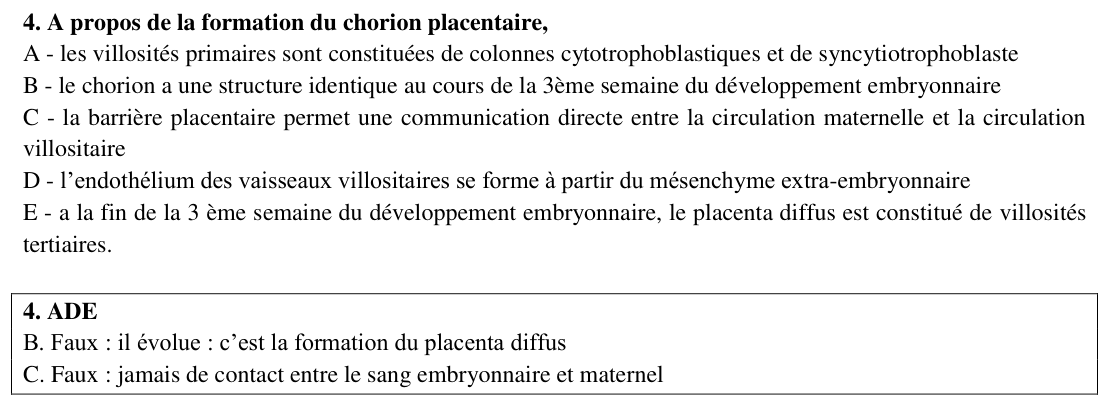 4. A propos de la formation du chorion placentaire,
A - les villosités primaires sont constituées de colonnes cytotrophoblastiques et de syncytiotrophoblaste
B - le chorion a une structure identique au cours de la 3ème semaine du développement embryonnaire
C - la barrière placentaire permet une communication directe entre la circulation maternelle et la circulation
villositaire
D - l'endothélium des vaisseaux villositaires se forme à partir du mésenchyme extra-embryonnaire
E - a la fin de la 3 ème semaine du développement embryonnaire, le placenta diffus est constitué de villosités
tertiaires.
4. ADE
B. Faux : il évolue : c'est la formation du placenta diffus
C. Faux : jamais de contact entre le sang embryonnaire et maternel